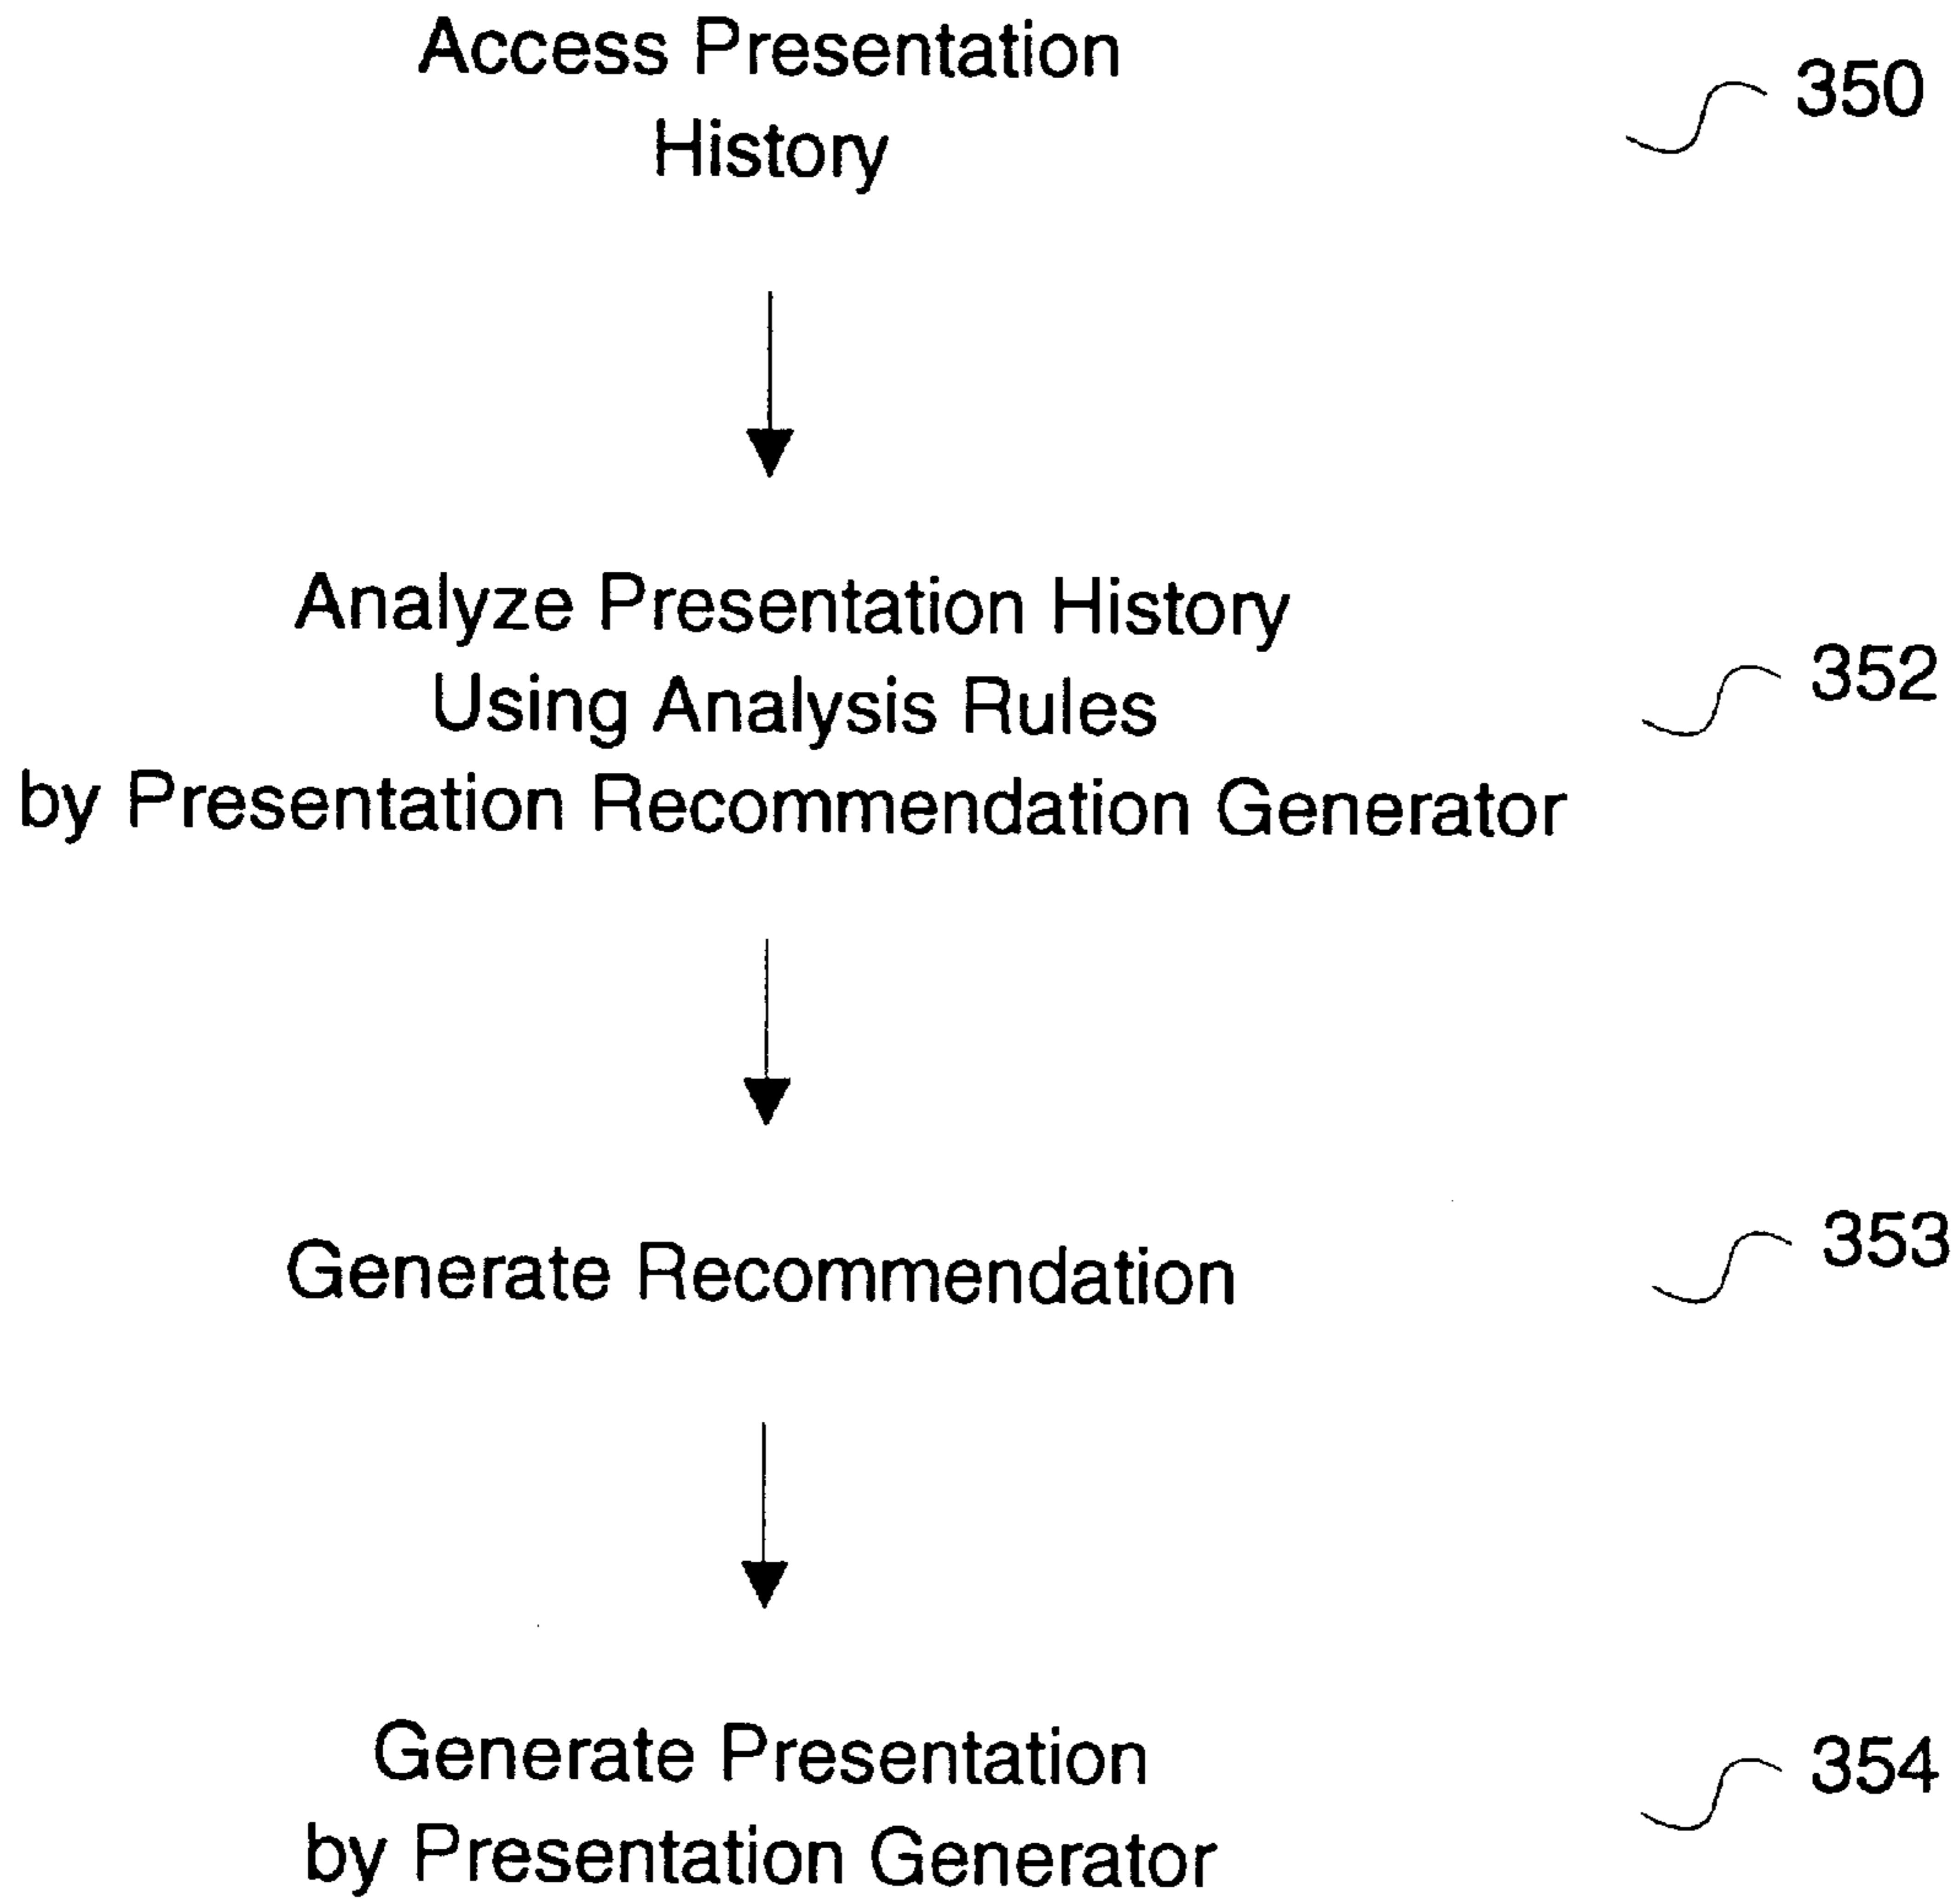 Access Presentation
History
350
Analyze Presentation History
Using Analysis Rules
by Presentation Recommendation Generator
352
Generate Recommendation
353
Generate Presentation
by Presentation Generator
354